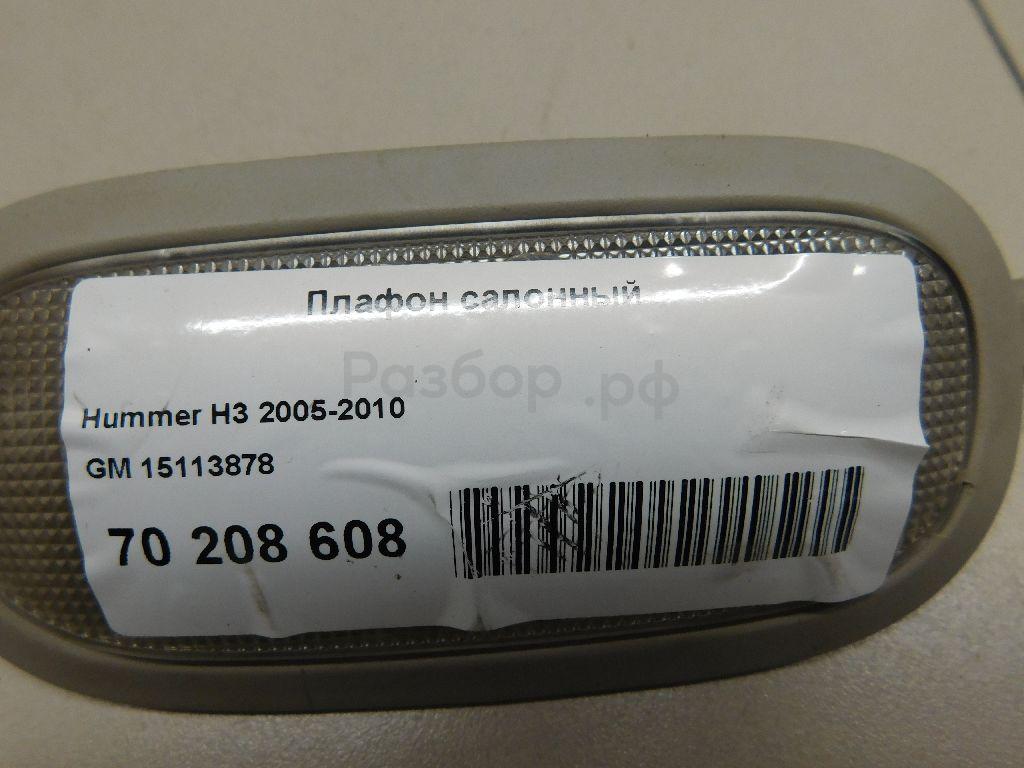 Плафон салонный
Разбор.рф
Hummer H3 2005-2010
GM 15113878
70 208 608